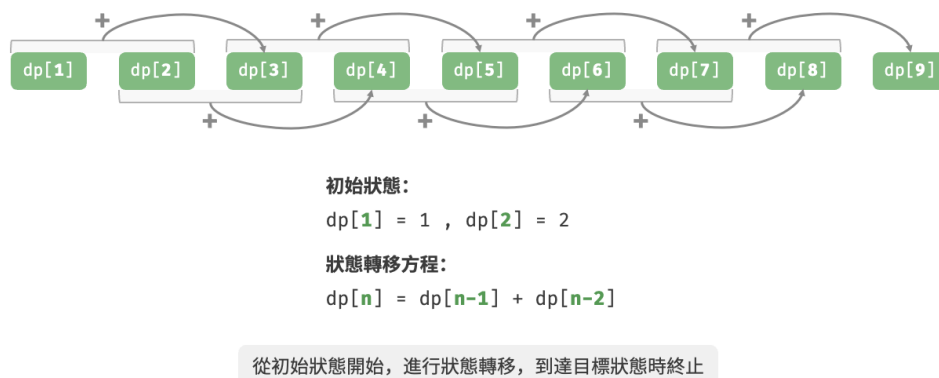 + + + +
dp[1] dp[2] dp[3] dp[4] dp[5] dp[6] dp[7] dp[8] dp[9]
+ + +
初始狀態:
dp[1] = 1 , dp[2] = 2
狀態轉移方程:
dp[n] = dp[n-1] + dp[n-2]
從初始狀態開始，進行狀態轉移，到達目標狀態時終止